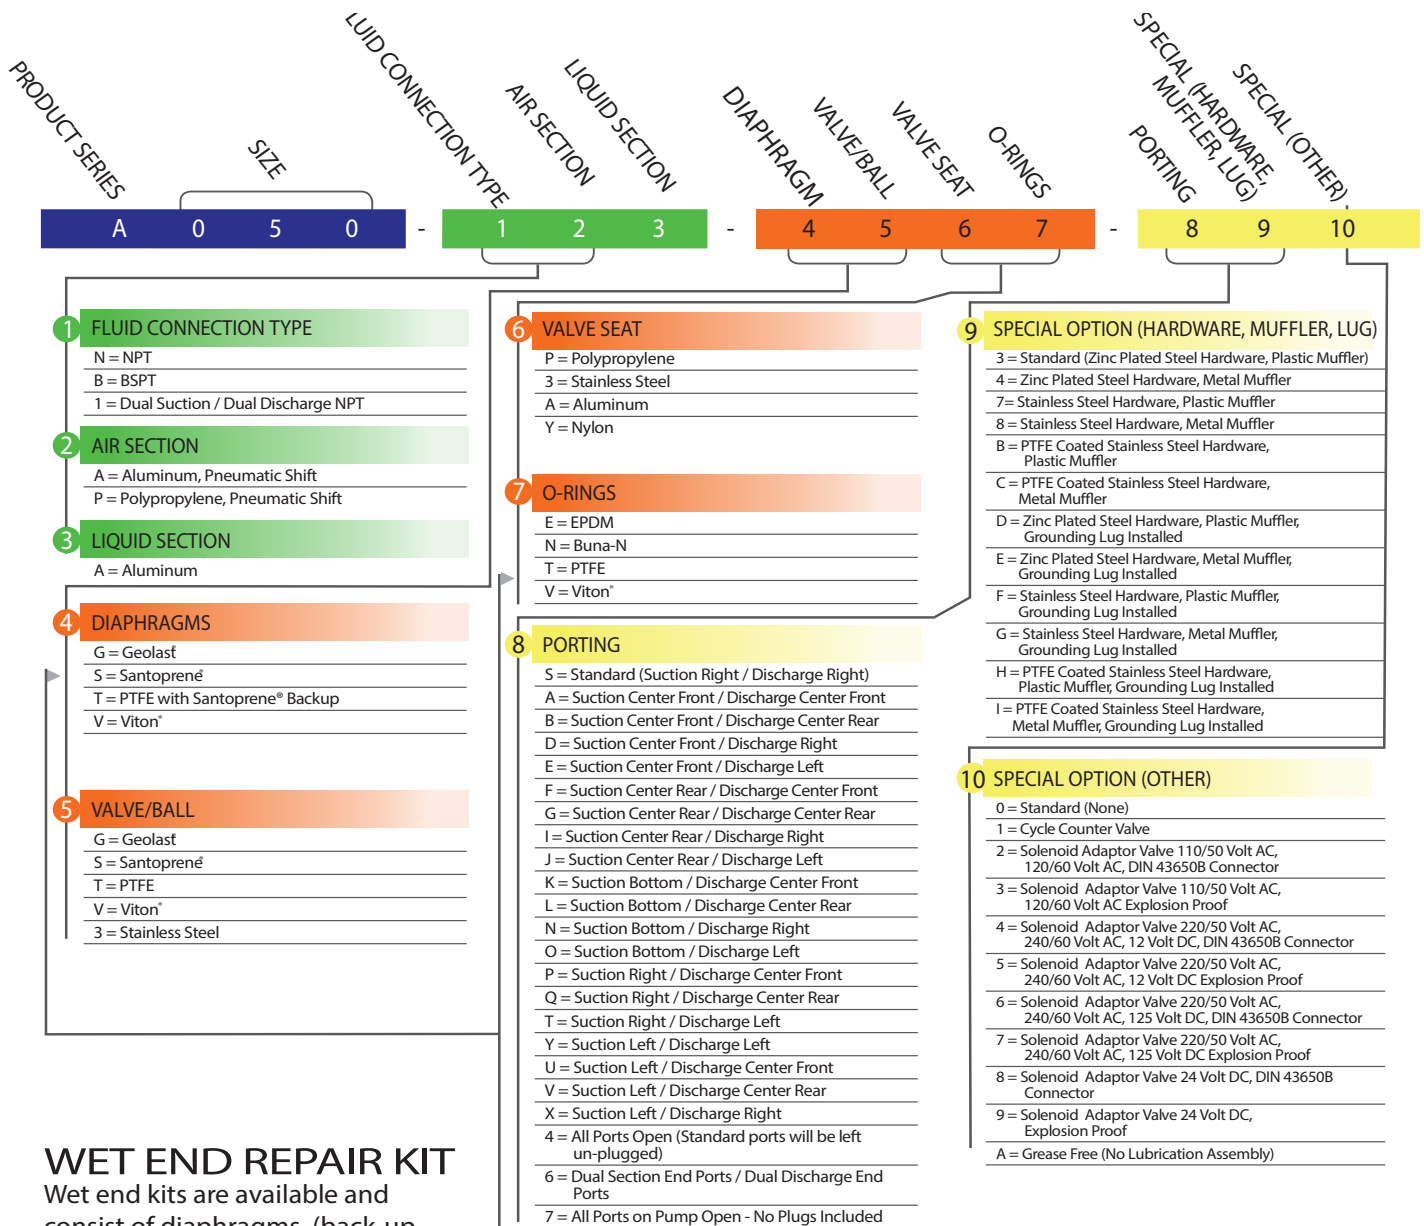 PRODUCT SERIES
SIZE
LUID CONNECTION TYPE
AIR SECTION
LIQUID SECTION
DIAPHRAGM
VALVE/BALL
VALVE SEAT
O-RINGS
PORTING
SPECIAL (HARDWARE,
MUFFLER, LUG)
SPECIAL (OTHER)
A 0 5 0 - 1 2 3 - 4 5 6 7 - 8 9 10
1 FLUID CONNECTION TYPE
N = NPT
B = BSPT
1 = Dual Suction / Dual Discharge NPT
2 AIR SECTION
A = Aluminum, Pneumatic Shift
P = Polypropylene, Pneumatic Shift
3 LIQUID SECTION
A = Aluminum
4 DIAPHRAGMS
G = Geolast®
S = Santoprene®
T = PTFE with Santoprene® Backup
V = Viton®
5 VALVE/BALL
G = Geolast®
S = Santoprene®
T = PTFE
V = Viton®
3 = Stainless Steel
WET END REPAIR KIT
Wet end kits are available and
consist of diaphragms, (back-up
6 VALVE SEAT
P = Polypropylene
3 = Stainless Steel
A = Aluminum
Y = Nylon
7 O-RINGS
E = EPDM
N = Buna-N
T = PTFE
V = Viton®
8 PORTING
S = Standard (Suction Right / Discharge Right)
A = Suction Center Front / Discharge Center Front
B = Suction Center Front / Discharge Center Rear
D = Suction Center Front / Discharge Right
E = Suction Center Front / Discharge Left
F = Suction Center Rear / Discharge Center Front
G = Suction Center Rear / Discharge Center Rear
I = Suction Center Rear / Discharge Right
J = Suction Center Rear / Discharge Left
K = Suction Bottom / Discharge Center Front
L = Suction Bottom / Discharge Center Rear
N = Suction Bottom / Discharge Right
O = Suction Bottom / Discharge Left
P = Suction Right / Discharge Center Front
Q = Suction Right / Discharge Center Rear
T = Suction Right / Discharge Left
Y = Suction Left / Discharge Left
U = Suction Left / Discharge Center Front
V = Suction Left / Discharge Center Rear
X = Suction Left / Discharge Right
4 = All Ports Open (Standard ports will be left
un-plugged)
6 = Dual Section End Ports / Dual Discharge End
Ports
7 = All Ports on Pump Open - No Plugs Included
9 SPECIAL OPTION (HARDWARE, MUFFLER, LUG)
3 = Standard (Zinc Plated Steel Hardware, Plastic Muffler)
4 = Zinc Plated Steel Hardware, Metal Muffler
7= Stainless Steel Hardware, Plastic Muffler
8 = Stainless Steel Hardware, Metal Muffler
B = PTFE Coated Stainless Steel Hardware,
Plastic Muffler
C = PTFE Coated Stainless Steel Hardware,
Metal Muffler
D = Zinc Plated Steel Hardware, Plastic Muffler,
Grounding Lug Installed
E = Zinc Plated Steel Hardware, Metal Muffler,
Grounding Lug Installed
F = Stainless Steel Hardware, Plastic Muffler,
Grounding Lug Installed
G = Stainless Steel Hardware, Metal Muffler,
Grounding Lug Installed
H = PTFE Coated Stainless Steel Hardware,
Plastic Muffler, Grounding Lug Installed
I = PTFE Coated Stainless Steel Hardware,
Metal Muffler, Grounding Lug Installed
10 SPECIAL OPTION (OTHER)
0 = Standard (None)
1 = Cycle Counter Valve
2 = Solenoid Adaptor Valve 110/50 Volt AC,
120/60 Volt AC, DIN 43650B Connector
3 = Solenoid Adaptor Valve 110/50 Volt AC,
120/60 Volt AC Explosion Proof
4 = Solenoid Adaptor Valve 220/50 Volt AC,
240/60 Volt AC, 12 Volt DC, DIN 43650B Connector
5 = Solenoid Adaptor Valve 220/50 Volt AC,
240/60 Volt AC, 12 Volt DC Explosion Proof
6 = Solenoid Adaptor Valve 220/50 Volt AC,
240/60 Volt AC, 125 Volt DC, DIN 43650B Connector
7 = Solenoid Adaptor Valve 220/50 Volt AC,
240/60 Volt AC, 125 Volt DC Explosion Proof
8 = Solenoid Adaptor Valve 24 Volt DC, DIN 43650B
Connector
9 = Solenoid Adaptor Valve 24 Volt DC,
Explosion Proof
A = Grease Free (No Lubrication Assembly)